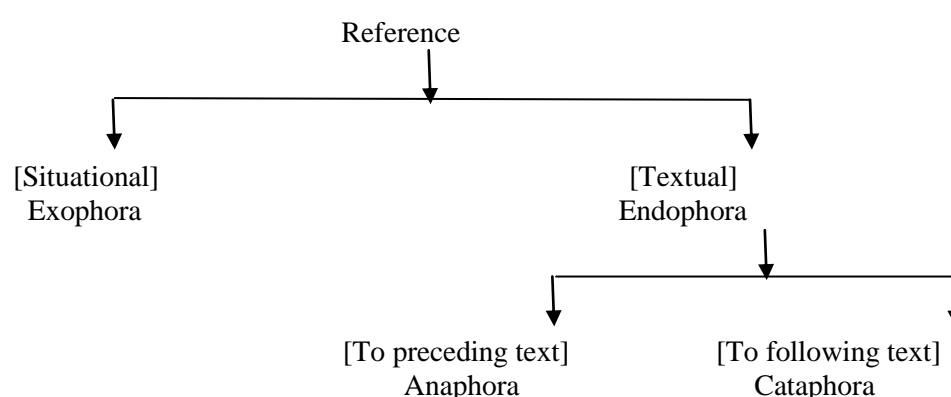 Reference
[Situational] [Textual]
Exophora Endophora
[To preceding text] [To following text]
Anaphora Cataphora